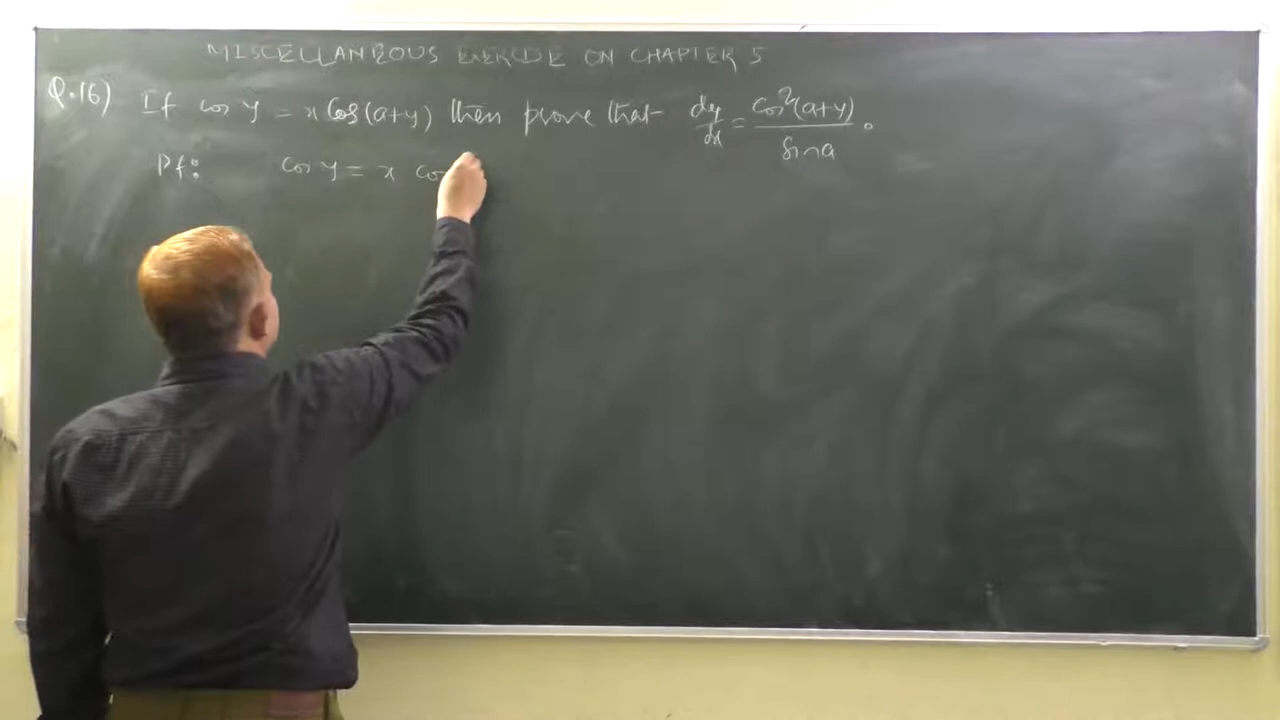 MISCELLANEOUS EXERCISE ON CHAPTER 5
Q.16) If cos y = x cos(a+y) then prove that dy/dx = cos²(a+y)/sin a .
Pf: cos y = x co